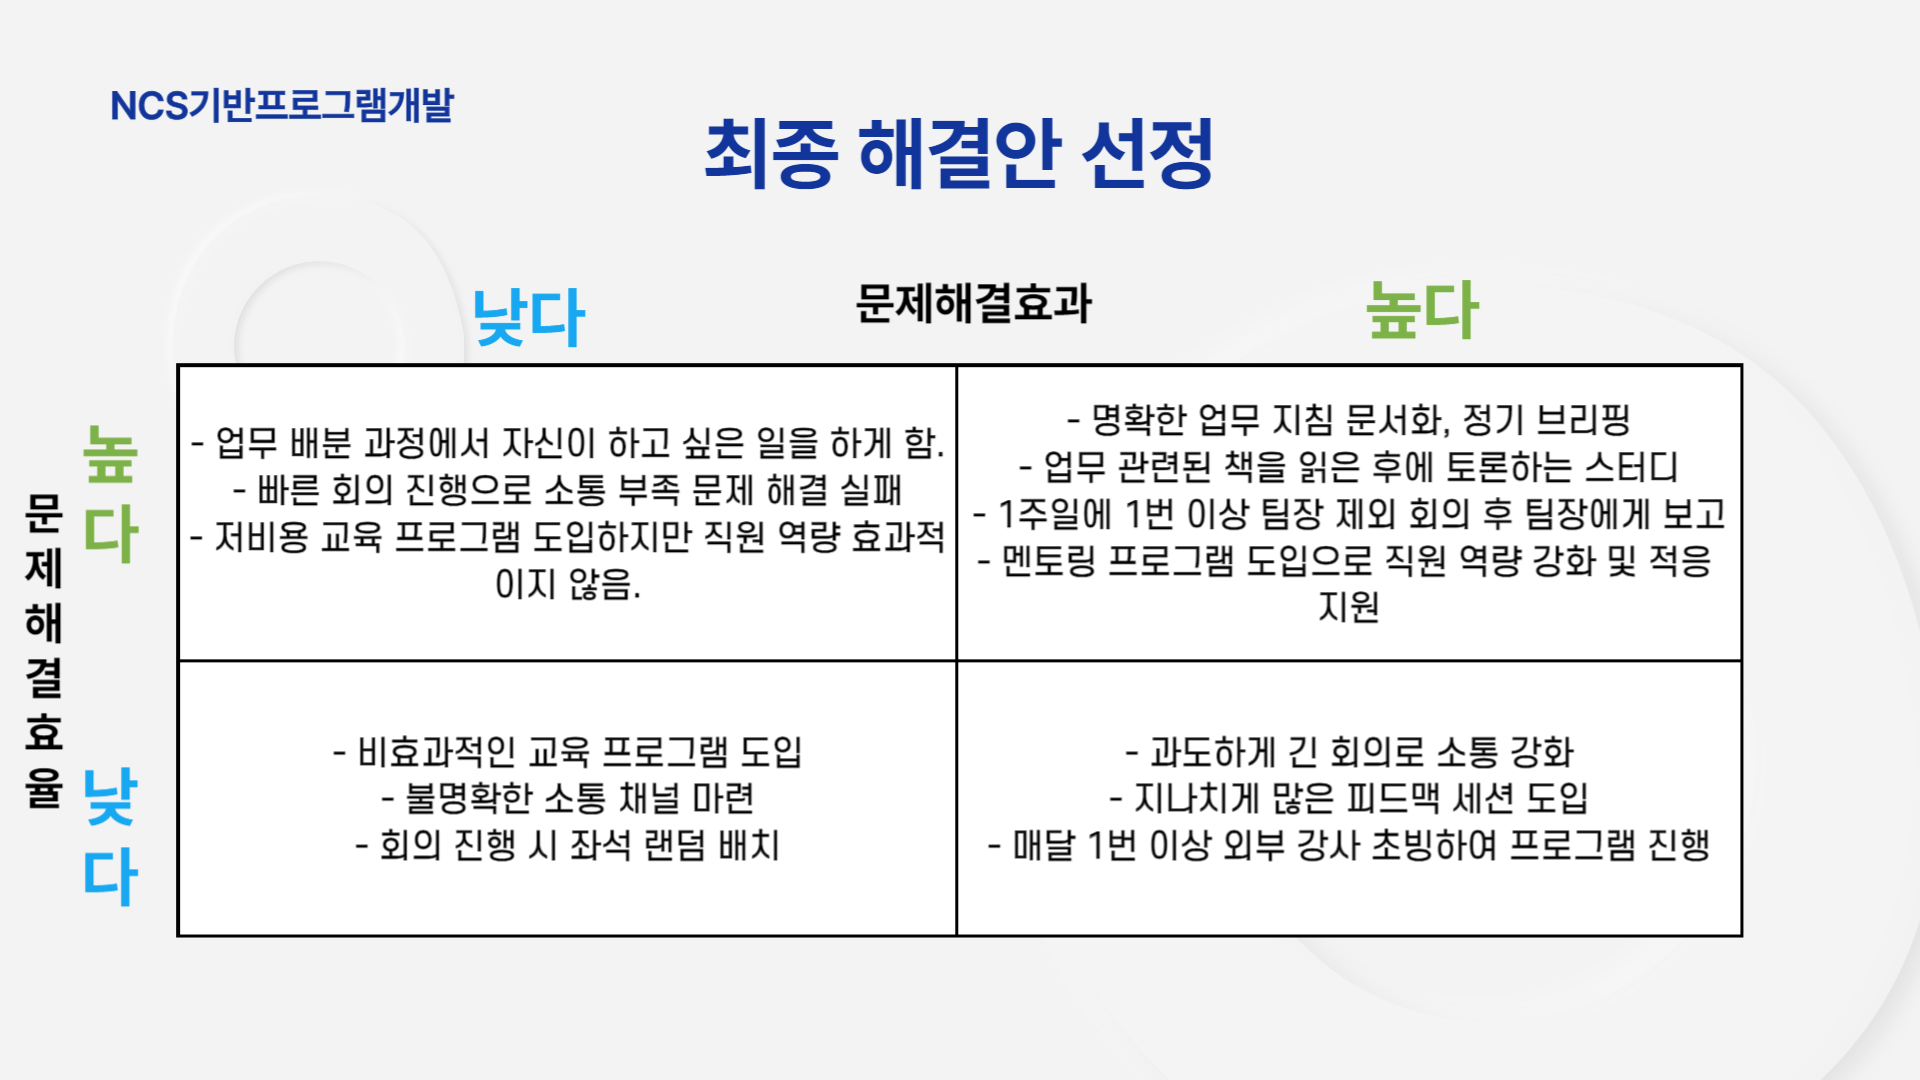 NCS기반프로그램개발
최종 해결안 선정
낮다
문제해결효과
높다
문제해결효율
높다
낮다
- 업무 배분 과정에서 자신이 하고 싶은 일을 하게 함.
- 빠른 회의 진행으로 소통 부족 문제 해결 실패
- 저비용 교육 프로그램 도입하지만 직원 역량 효과적
이지 않음.
- 명확한 업무 지침 문서화, 정기 브리핑
- 업무 관련된 책을 읽은 후에 토론하는 스터디
- 1주일에 1번 이상 팀장 제외 회의 후 팀장에게 보고
- 멘토링 프로그램 도입으로 직원 역량 강화 및 적응
지원
- 비효과적인 교육 프로그램 도입
- 불명확한 소통 채널 마련
- 회의 진행 시 좌석 랜덤 배치
- 과도하게 긴 회의로 소통 강화
- 지나치게 많은 피드맥 세션 도입
- 매달 1번 이상 외부 강사 초빙하여 프로그램 진행